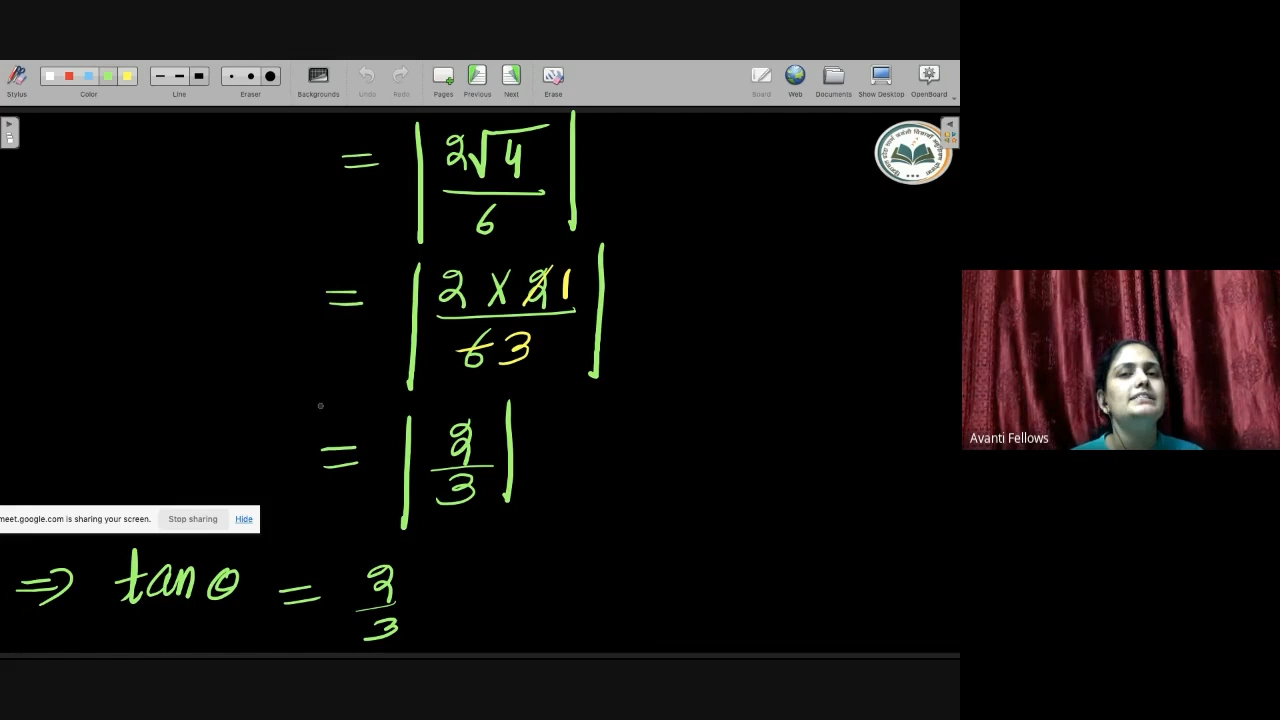 Stylus Color Line Eraser Backgrounds Undo Redo Pages Previous Next Erase Board Web Documents Show Desktop OpenBoard
= | 2√4 / 6 |
= | 2 × 2 1 / 6 3 |
= | 2 / 3 |
Avanti Fellows
meet.google.com is sharing your screen. Stop sharing Hide
⇒ tan θ = 2 / 3